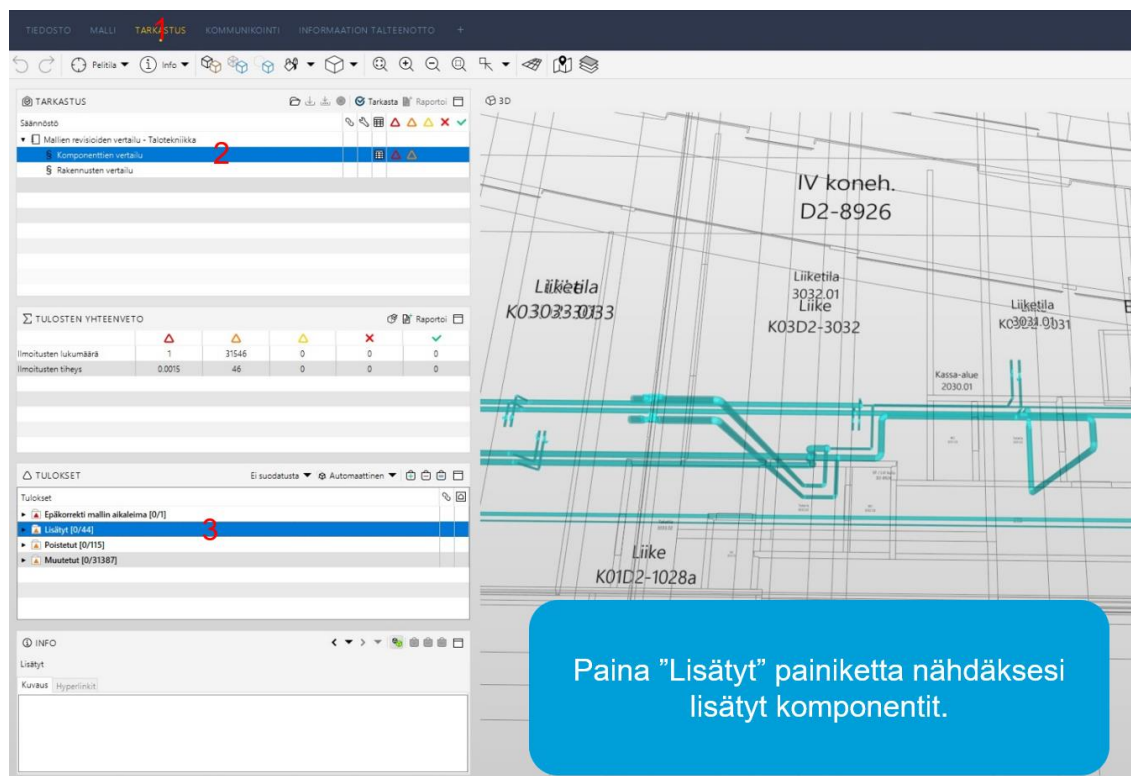 TIEDOSTO MALLI TARKASTUS KOMMUNIKOINTI INFORMAATION TALTEENOTTO +
1
Pelitila Info
TARKASTUS Tarkasta Raportoi
Säännöstö
Mallien revisioiden vertailu - Talotekniikka
§ Komponenttien vertailu
2
§ Rakennusten vertailu
TULOSTEN YHTEENVETO Raportoi
Ilmoitusten lukumäärä 1 31546 0 0 0
Ilmoitusten tiheys 0.0015 46 0 0 0
TULOKSET Ei suodatusta Automaattinen
Tulokset
Epäkorrekti mallin aikaleima [0/1]
Lisätyt [0/44]
3
Poistetut [0/115]
Muutetut [0/31387]
INFO
Lisätyt
Kuvaus Hyperlinkit
3D
IV koneh.
D2-8926
Liiketila
3032.01
Liike
K03D2-3032
Liiketila
Kassa-alue
2030.01
Liike
K01D2-1028a
Paina ”Lisätyt” painiketta nähdäksesi
lisätyt komponentit.